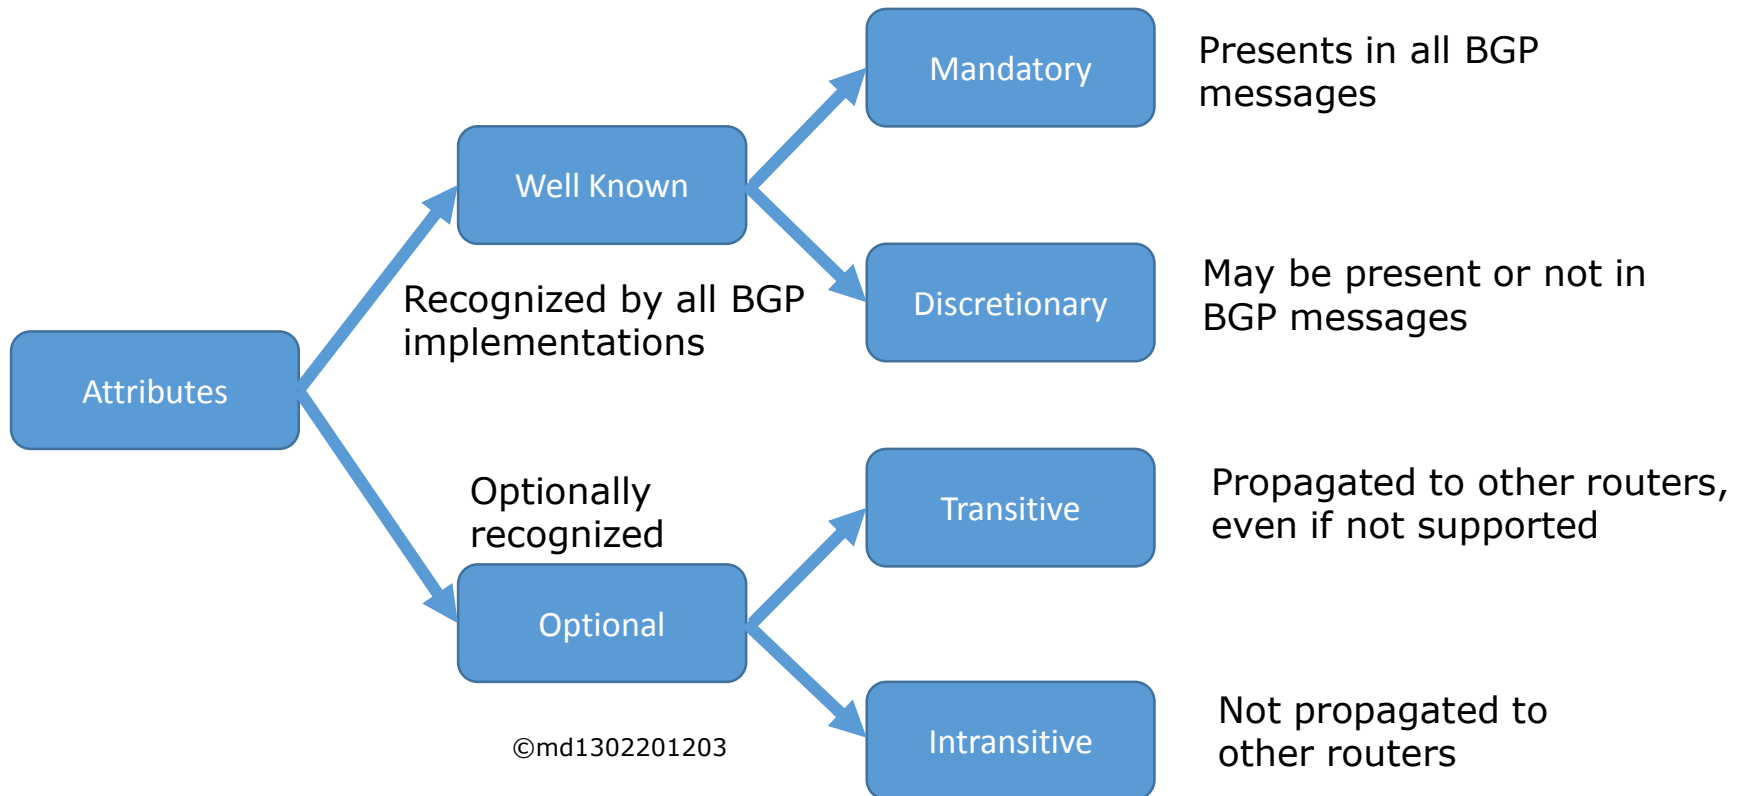 Mandatory
Presents in all BGP
messages
Well Known
Recognized by all BGP
implementations
Discretionary
May be present or not in
BGP messages
Attributes
Optionally
recognized
Transitive
Propagated to other routers,
even if not supported
Optional
Intransitive
Not propagated to
other routers
©md1302201203